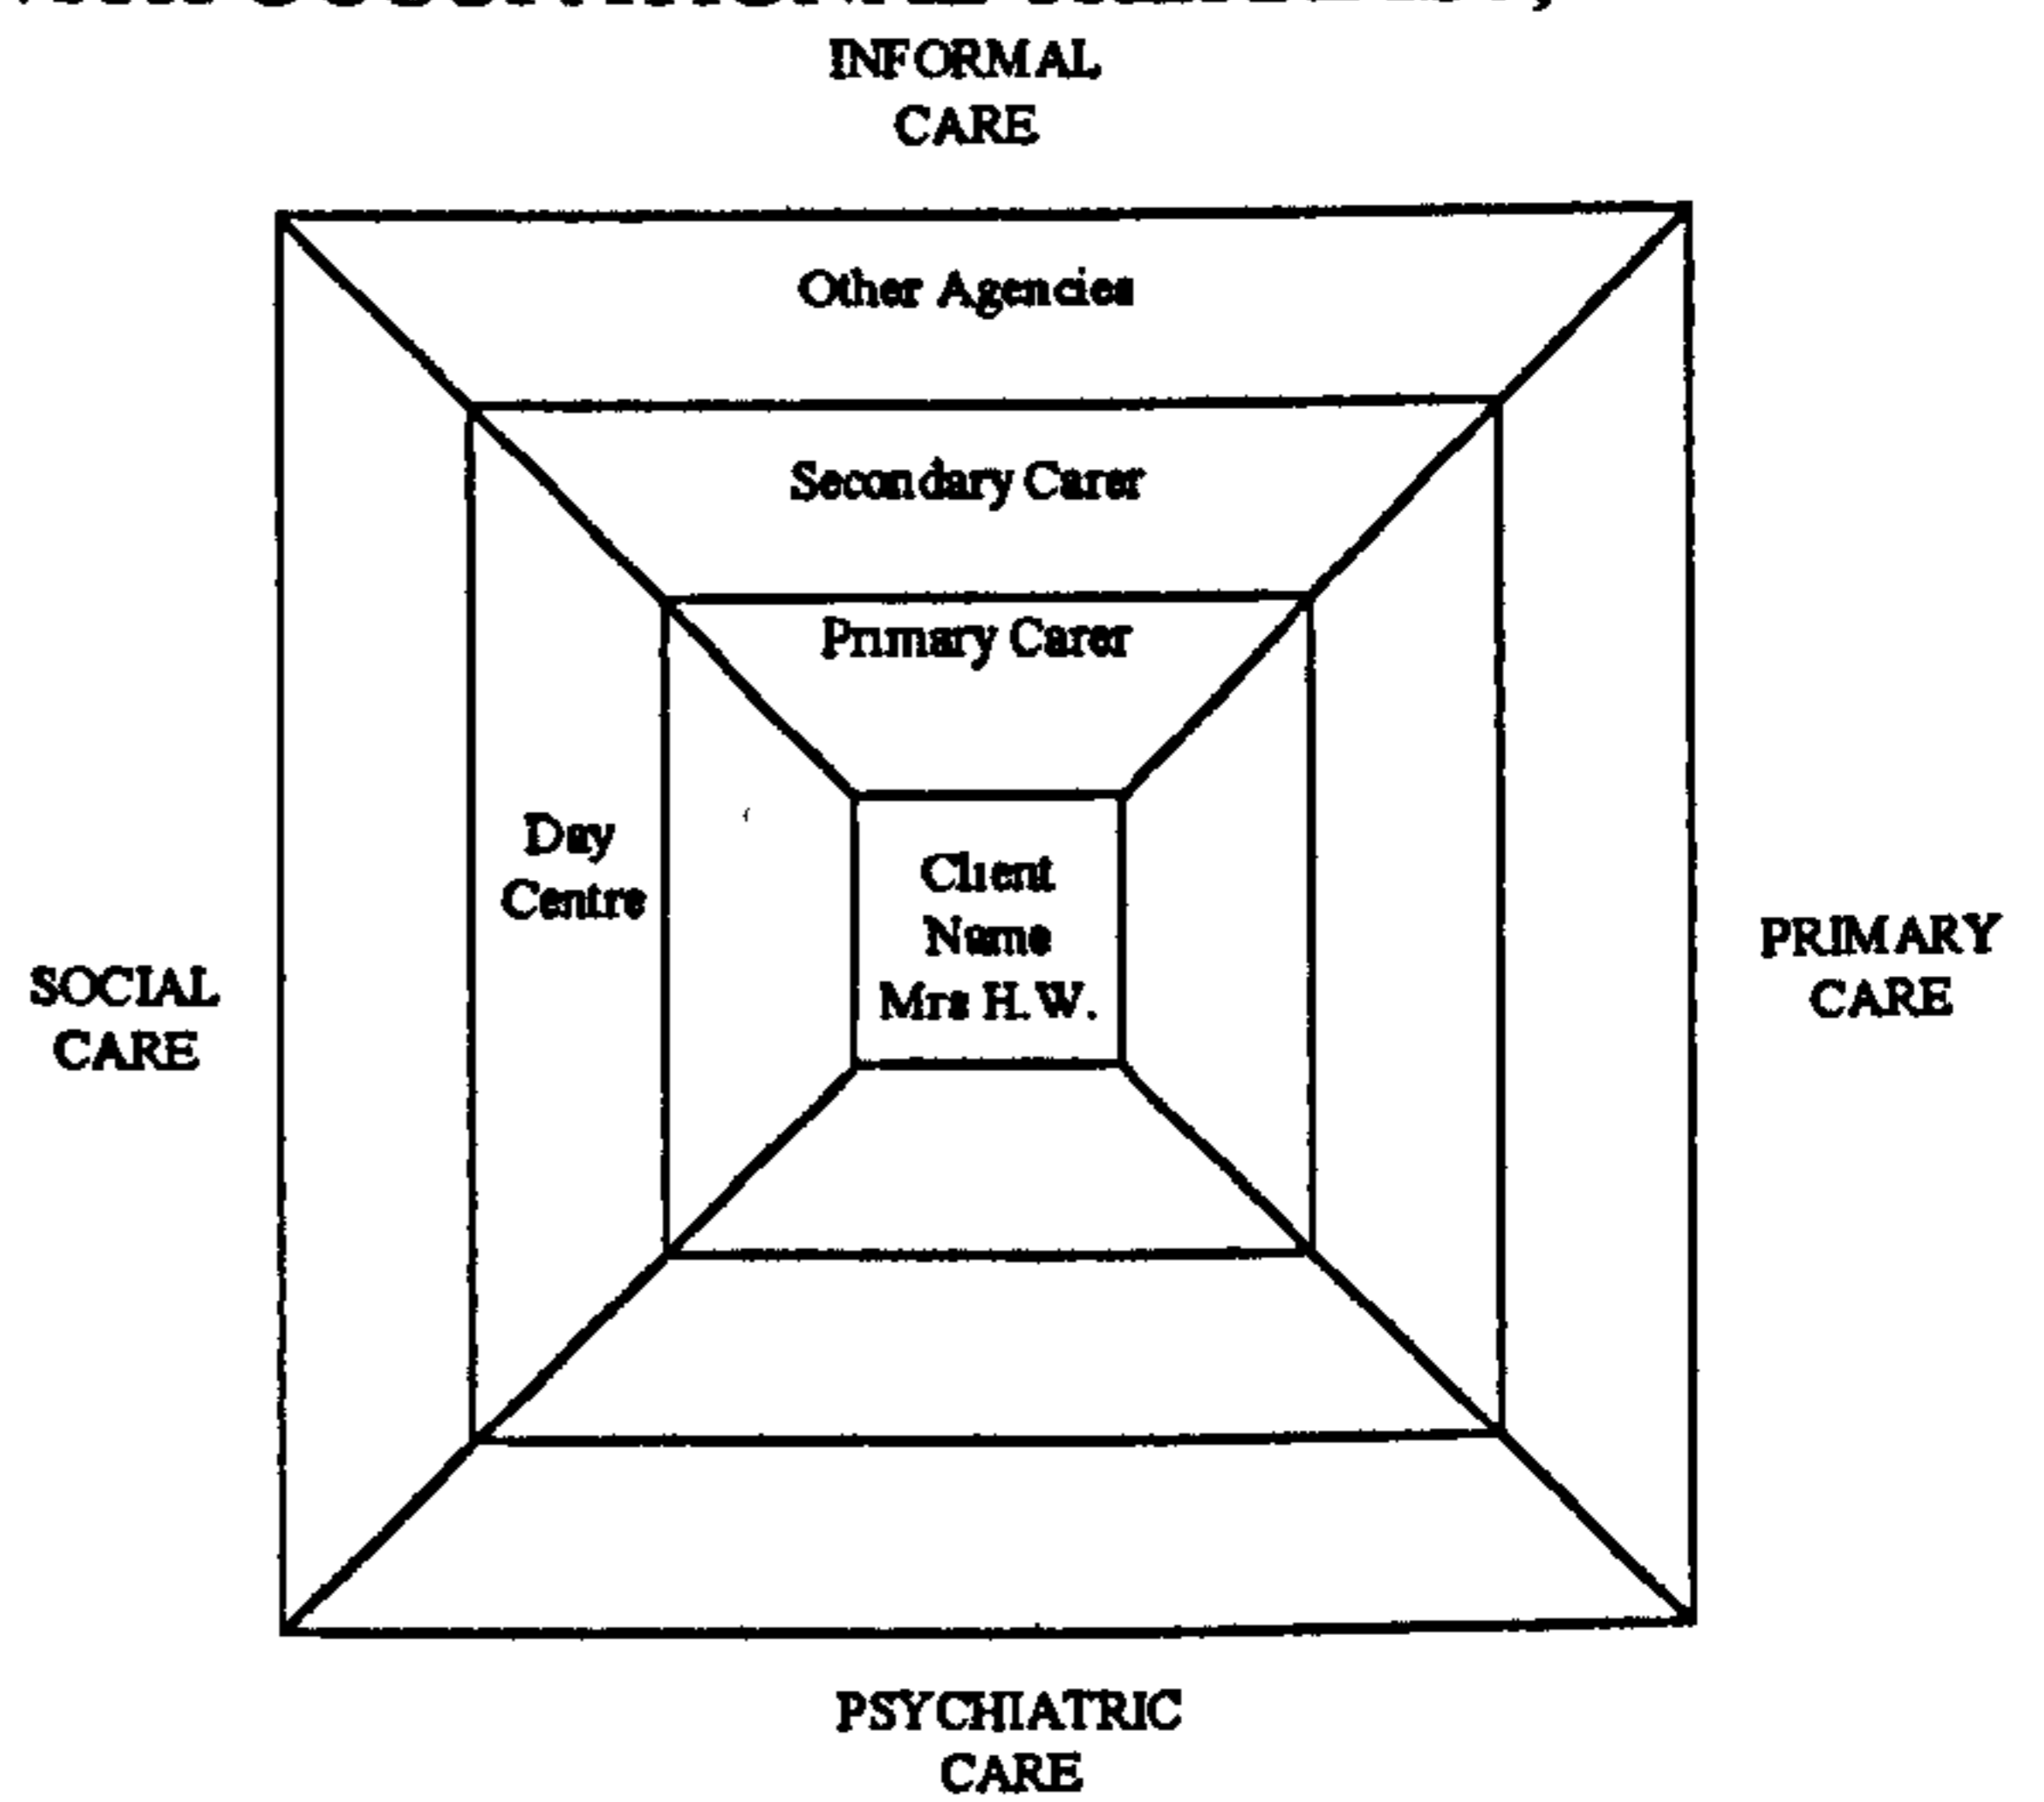 INFORMAL
CARE
Other Agencies
Secondary Carer
Primary Carer
Day
Centre
Client
Name
Mrs H.W.
SOCIAL
CARE
PRIMARY
CARE
PSYCHIATRIC
CARE